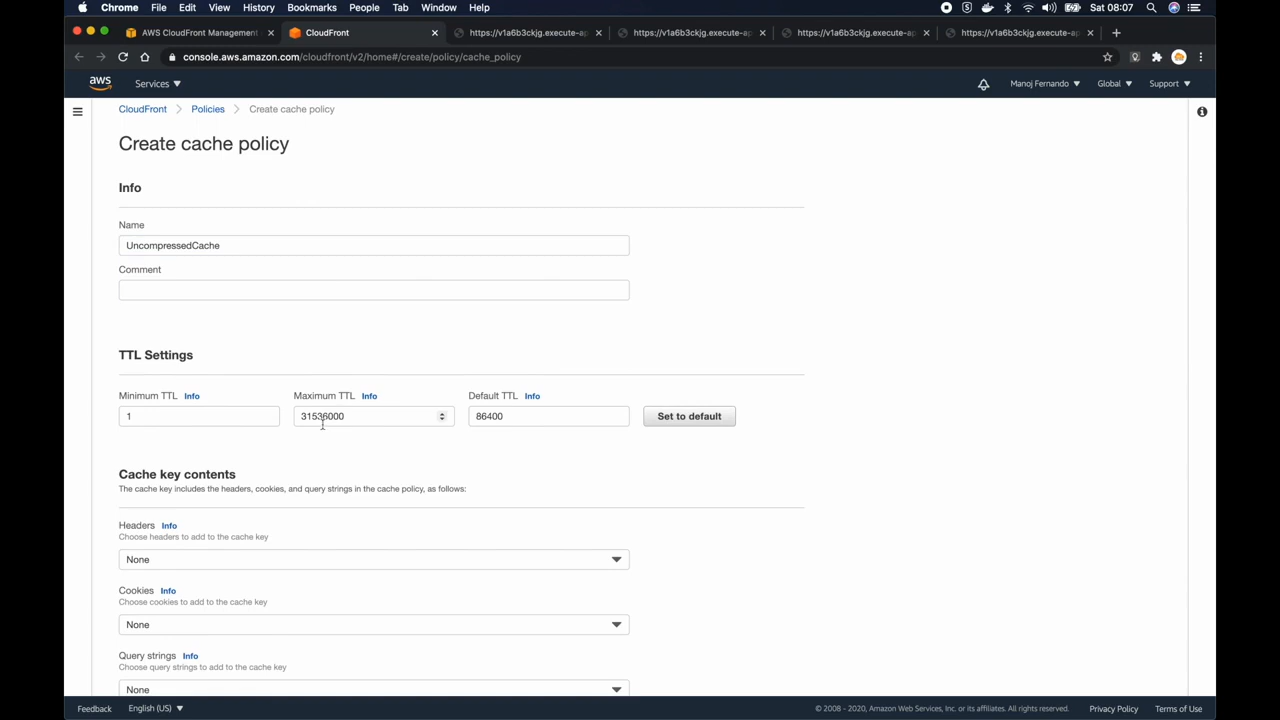 Chrome File Edit View History Bookmarks People Tab Window Help Sat 08:07
AWS CloudFront Management CloudFront https://v1a6b3ckjg.execute-ap https://v1a6b3ckjg.execute-ap https://v1a6b3ckjg.execute-ap https://v1a6b3ckjg.execute-ap
console.aws.amazon.com/cloudfront/v2/home#/create/policy/cache_policy
aws Services Manoj Fernando Global Support
CloudFront > Policies > Create cache policy
Create cache policy
Info
Name
UncompressedCache
Comment
TTL Settings
Minimum TTL Info Maximum TTL Info Default TTL Info
1 31536000 86400 Set to default
Cache key contents
The cache key includes the headers, cookies, and query strings in the cache policy, as follows:
Headers Info
Choose headers to add to the cache key
None
Cookies Info
Choose cookies to add to the cache key
None
Query strings Info
Choose query strings to add to the cache key
None
Feedback English (US) © 2008 - 2020, Amazon Web Services, Inc. or its affiliates. All rights reserved. Privacy Policy Terms of Use